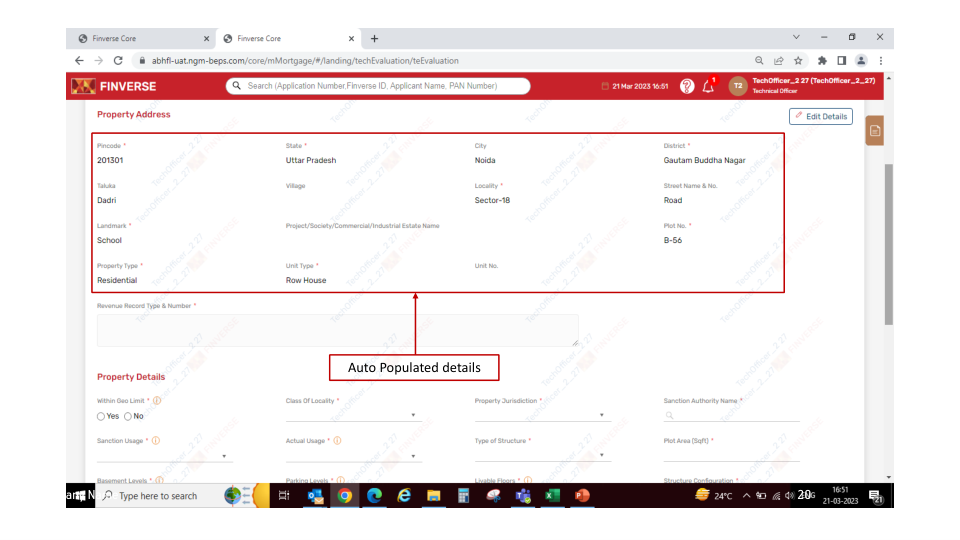 Finverse Core
Finverse Core
abhfl-uat.ngm-beps.com/core/mMortgage/#/landing/techEvaluation/teEvaluation
FINVERSE
Search (Application Number,Finverse ID, Applicant Name, PAN Number)
21 Mar 2023 16:51
T2
TechOfficer_2 27 (TechOfficer_2_27)
Technical Officer
Property Address
Edit Details
Pincode * State * City District *
201301 Uttar Pradesh Noida Gautam Buddha Nagar
Taluka Village Locality * Street Name & No.
Dadri Sector-18 Road
Landmark * Project/Society/Commercial/Industrial Estate Name Plot No. *
School B-56
Property Type * Unit Type * Unit No.
Residential Row House
Revenue Record Type & Number *
Auto Populated details
Property Details
Within Geo Limit * Class Of Locality * Property Jurisdiction * Sanction Authority Name *
Yes No
Sanction Usage * Actual Usage * Type of Structure * Plot Area (Sqft) *
Basement Levels * Parking Levels * Livable Floors * Structure Configuration *
Type here to search
24°C
16:51
21-03-2023
21